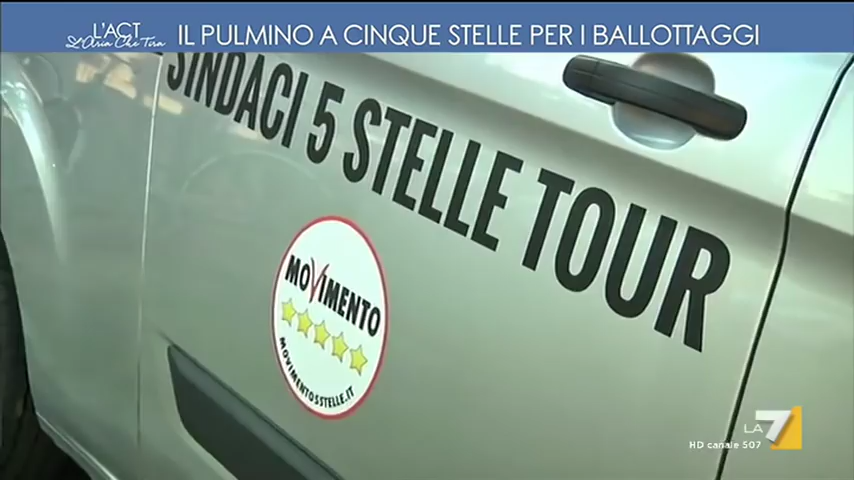 L'ACT
L'Aria Che Tira
IL PULMINO A CINQUE STELLE PER I BALLOTTAGGI
SINDACI 5 STELLE TOUR
MOVIMENTO
MOVIMENTO5STELLE.IT
LA7
HD canale 507